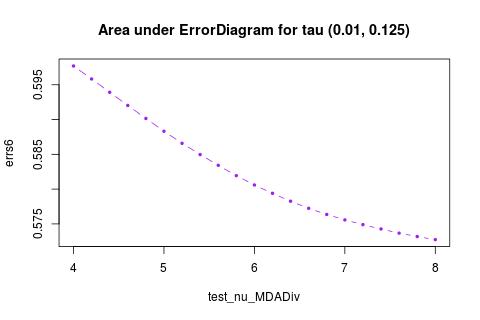 Area under ErrorDiagram for tau (0.01, 0.125)
errs6
0.595
0.585
0.575
4 5 6 7 8
test_nu_MDADiv